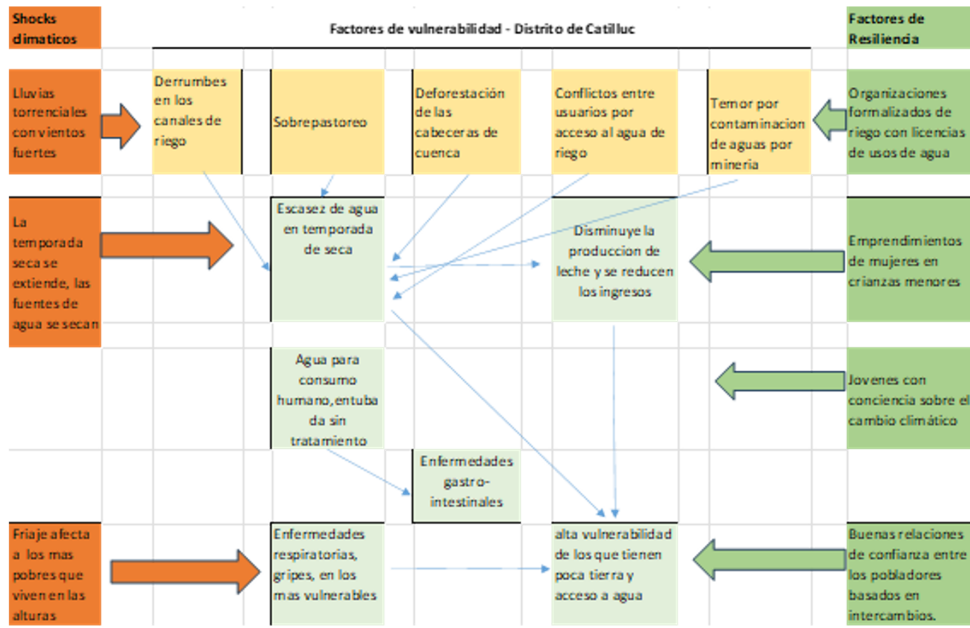 Shocks
climaticos
Factores de vulnerabilidad - Distrito de Catilluc
Factores de
Resiliencia
Lluvias
torrenciales
con vientos
fuertes
Derrumbes
en los
canales de
riego
Sobrepastoreo
Deforestación
de las
cabeceras de
cuenca
Conflictos entre
usuarios por
acceso al agua de
riego
Temor por
contaminacion
de aguas por
mineria
Organizaciones
formalizados de
riego con licencias
de usos de agua
La
temporada
seca se
extiende, las
fuentes de
agua se secan
Escasez de agua
en temporada
de seca
Disminuye la
produccion de
leche y se reducen
los ingresos
Emprendimientos
de mujeres en
crianzas menores
Agua para
consumo
humano, entuba
da sin
tratamiento
Jovenes con
conciencia sobre el
cambio climático
Enfermedades
gastro-
intestinales
Friaje afecta
a los mas
pobres que
viven en las
alturas
Enfermedades
respiratorias,
gripes, en los
mas vulnerables
alta vulnerabilidad
de los que tienen
poca tierra y
acceso a agua
Buenas relaciones
de confianza entre
los pobladores
basados en
intercambios.